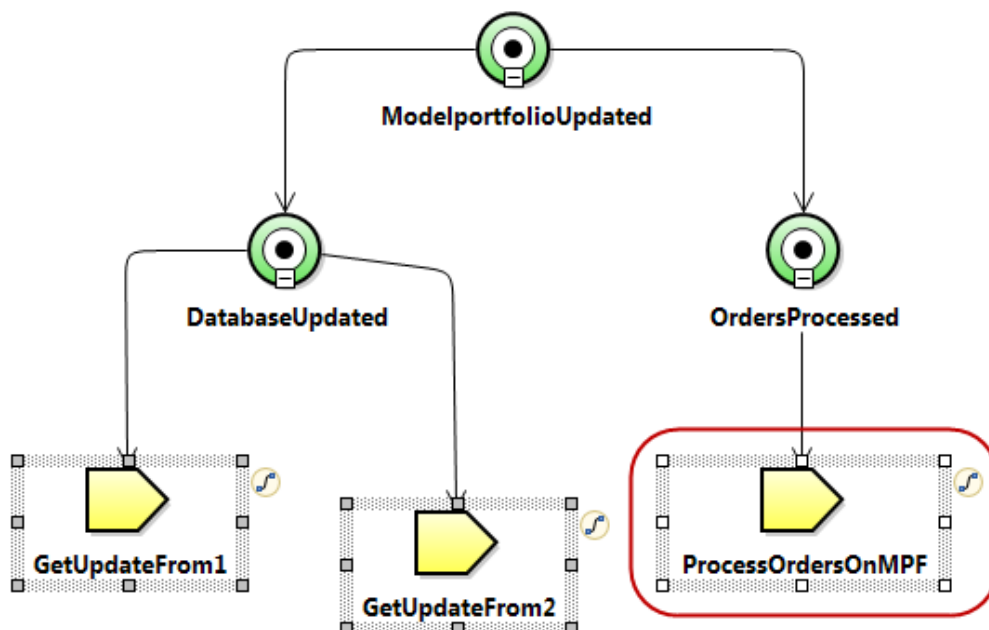 ModelportfolioUpdated
DatabaseUpdated
OrdersProcessed
GetUpdateFrom1
ProcessOrdersOnMPF
GetUpdateFrom2